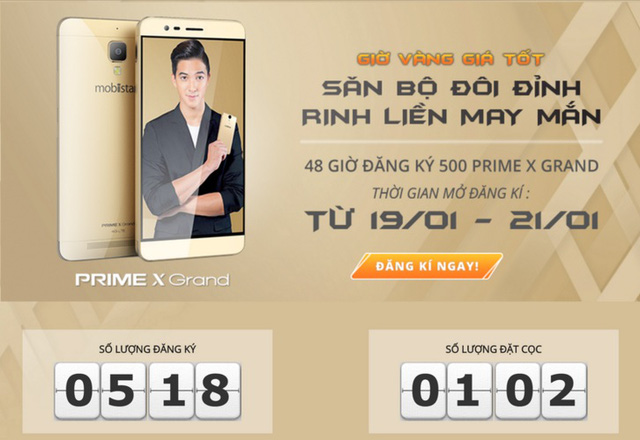 GIỜ VÀNG GIÁ TỐT
SĂN BỘ ĐÔI ĐỈNH
RINH LIỀN MAY MẮN
48 GIỜ ĐĂNG KÝ 500 PRIME X GRAND
THỜI GIAN MỞ ĐĂNG KÍ :
TỪ 19/01 - 21/01
ĐĂNG KÍ NGAY!
mobiistar
PRIME X GRAND
PRIME X Grand
SỐ LƯỢNG ĐĂNG KÝ
0518
SỐ LƯỢNG ĐẶT CỌC
0102